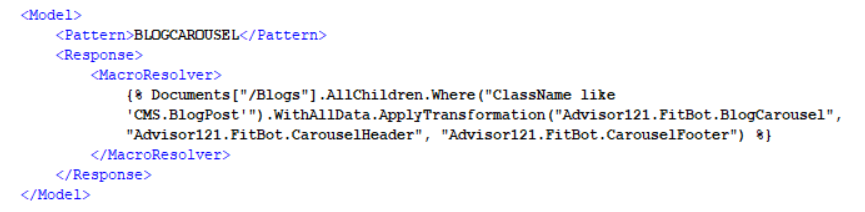 <Model>
<Pattern>BLOGCAROUSEL</Pattern>
<Response>
<MacroResolver>
{% Documents["/Blogs"].AllChildren.Where("ClassName like
'CMS.BlogPost'").WithAllData.ApplyTransformation("Advisor121.FitBot.BlogCarousel",
"Advisor121.FitBot.CarouselHeader", "Advisor121.FitBot.CarouselFooter") %}
</MacroResolver>
</Response>
</Model>